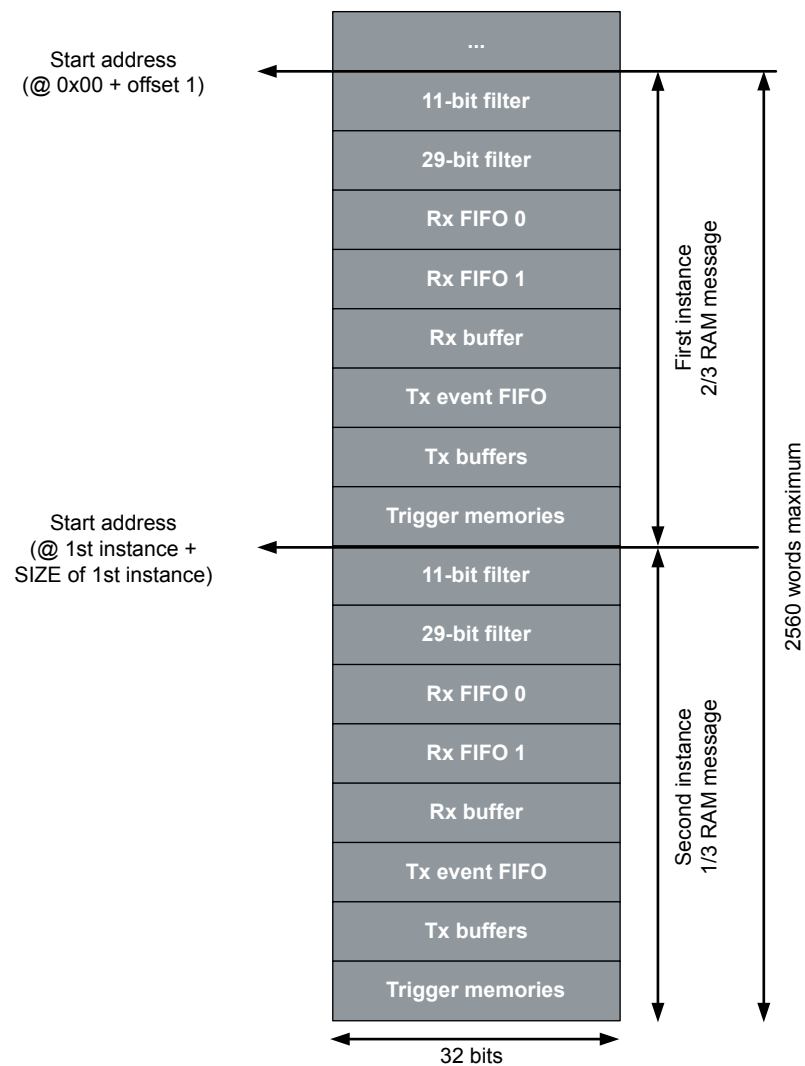 ...
Start address
(@ 0x00 + offset 1)
11-bit filter
29-bit filter
Rx FIFO 0
Rx FIFO 1
Rx buffer
Tx event FIFO
Tx buffers
Trigger memories
First instance
2/3 RAM message
Start address
(@ 1st instance +
SIZE of 1st instance)
11-bit filter
29-bit filter
Rx FIFO 0
Rx FIFO 1
Rx buffer
Tx event FIFO
Tx buffers
Trigger memories
Second instance
1/3 RAM message
2560 words maximum
32 bits